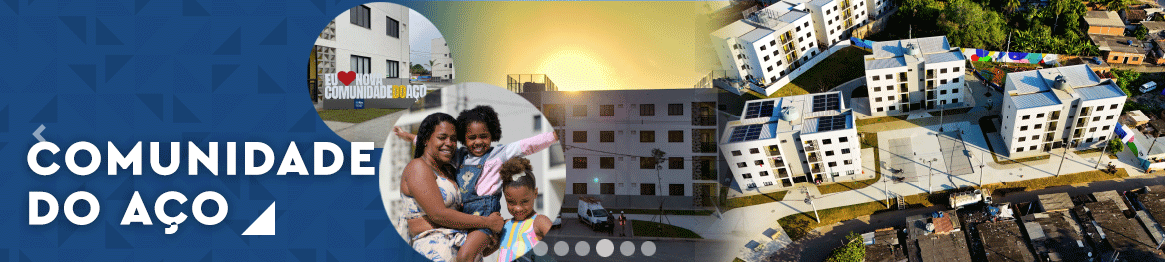 COMUNIDADE
DO AÇO
EU NOVA
COMUNIDADE DO AÇO